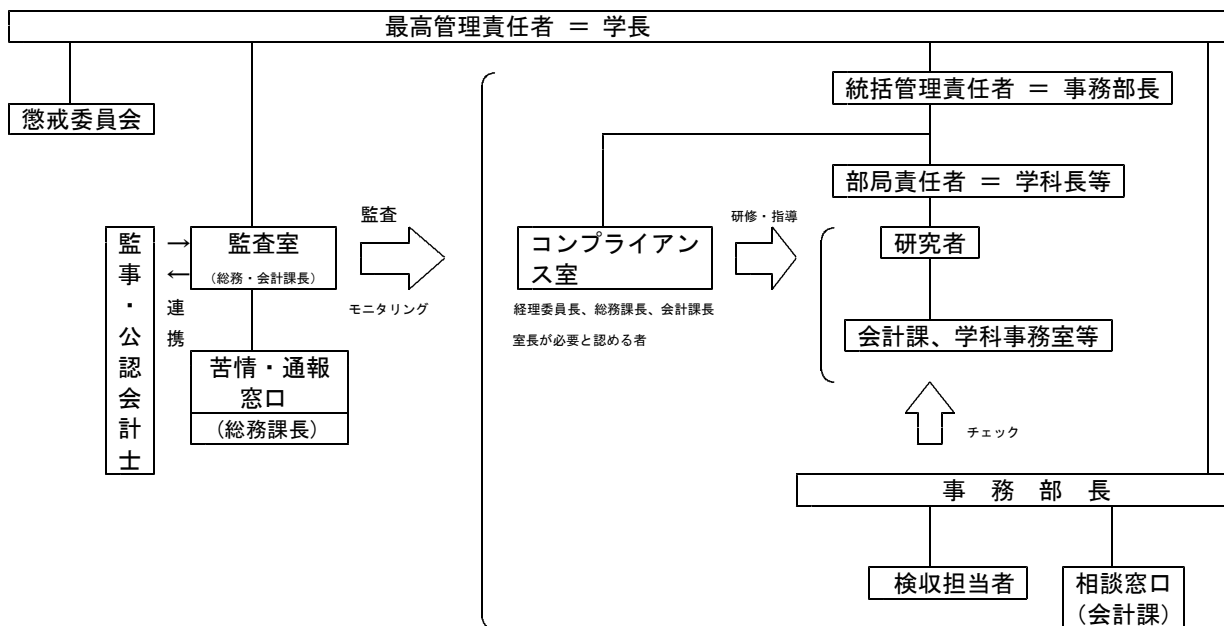 最高管理責任者 ＝ 学長
統括管理責任者 ＝ 事務部長
懲戒委員会
部局責任者 ＝ 学科長等
監事・公認会計士
→
←
連携
監査室
(総務・会計課長)
監査
モニタリング
コンプライアン
ス室
経理委員長、総務課長、会計課長
室長が必要と認める者
研修・指導
研究者
会計課、学科事務室等
苦情・通報
窓口
(総務課長)
チェック
事 務 部 長
検収担当者
相談窓口
(会計課)